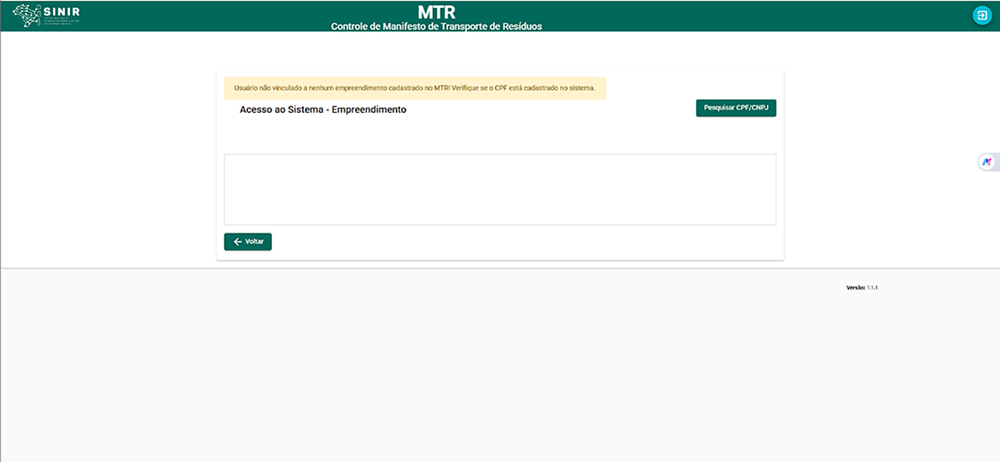 SINIR
MTR
Controle de Manifesto de Transporte de Resíduos
Usuário não vinculado a nenhum empreendimento cadastrado no MTR! Verifique se o CPF está cadastrado no sistema.
Acesso ao Sistema - Empreendimento
Pesquisar CPF/CNPJ
Voltar
Versão: 1.1.1